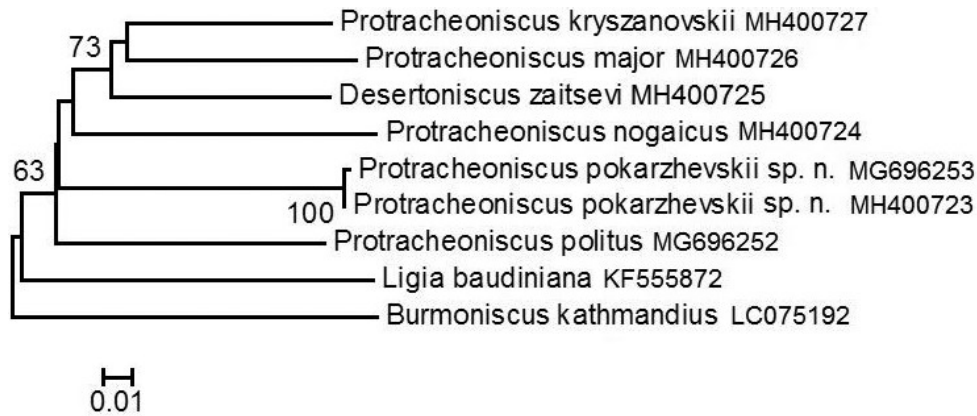 Protracheoniscus kryszanovskii MH400727
73
Protracheoniscus major MH400726
Desertoniscus zaitsevi MH400725
Protracheoniscus nogaicus MH400724
63
Protracheoniscus pokarzhevskii sp. n. MG696253
100
Protracheoniscus pokarzhevskii sp. n. MH400723
Protracheoniscus politus MG696252
Ligia baudiniana KF555872
Burmoniscus kathmandius LC075192
0.01